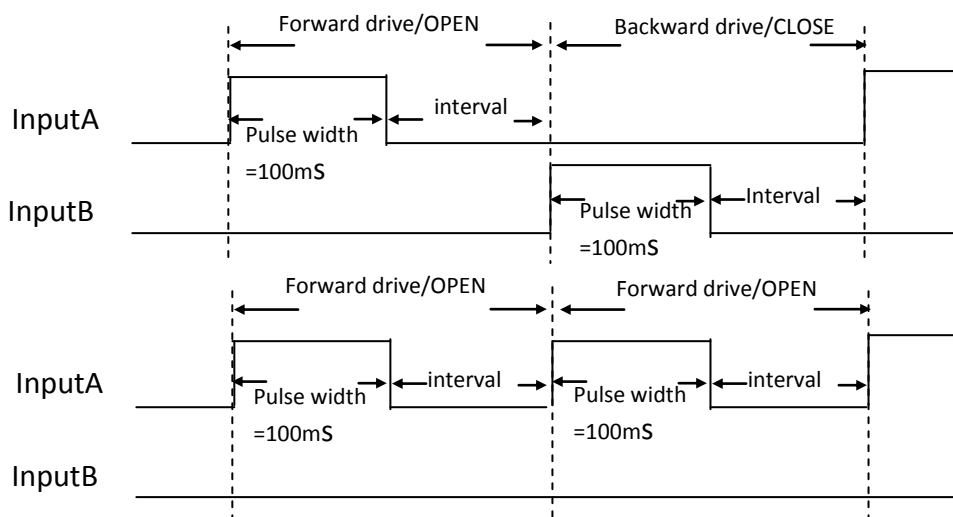 Forward drive/OPEN Backward drive/CLOSE
InputA
interval
Pulse width
=100mS
InputB
Pulse width
=100mS
Interval
Forward drive/OPEN Forward drive/OPEN
InputA
interval
interval
Pulse width
=100mS
Pulse width
=100mS
InputB